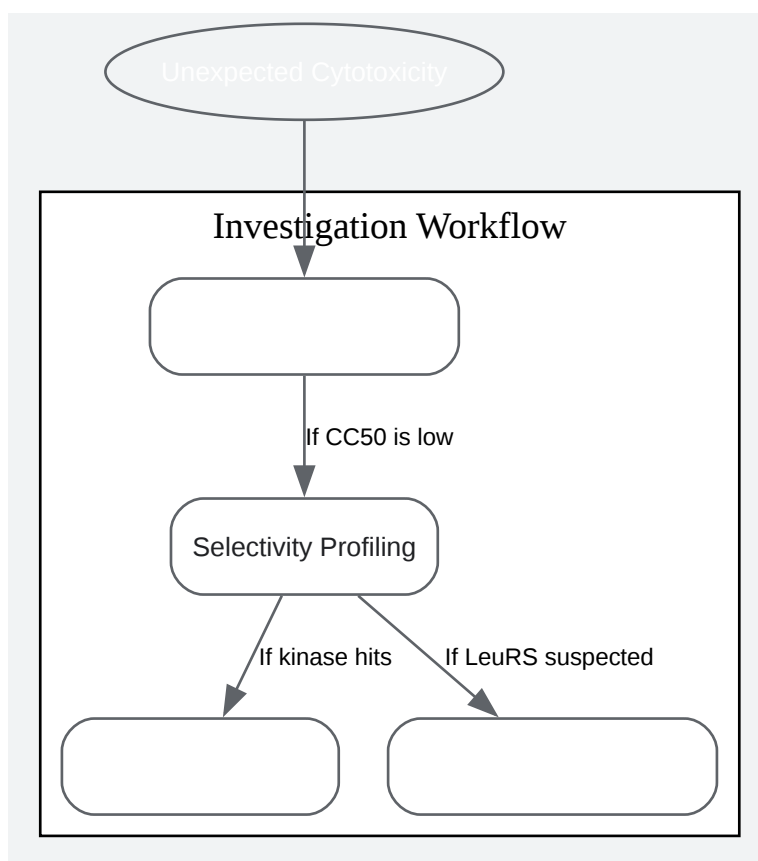 Unexpected Cytotoxicity
Investigation Workflow
If CC50 is low
Selectivity Profiling
If kinase hits
If LeuRS suspected